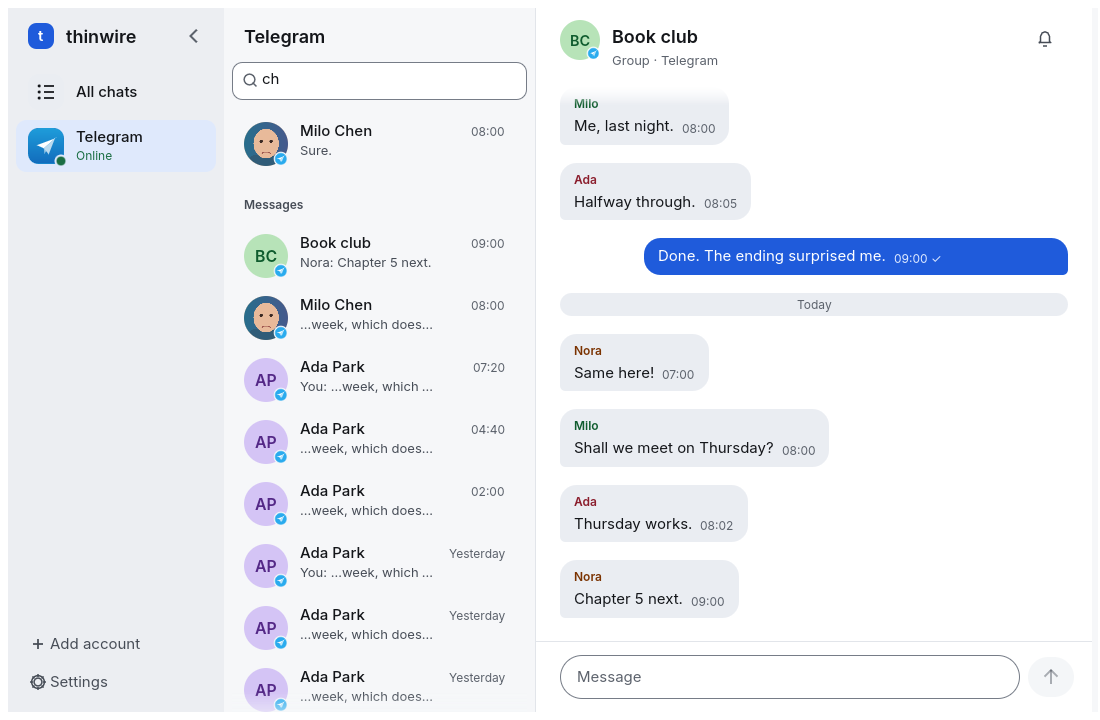 t thinwire
All chats
Telegram
Online
+ Add account
Settings
Telegram
ch
Milo Chen 08:00
Sure.
Messages
BC Book club 09:00
Nora: Chapter 5 next.
Milo Chen 08:00
...week, which does...
AP Ada Park 07:20
You: ...week, which ...
AP Ada Park 04:40
...week, which does...
AP Ada Park 02:00
...week, which does...
AP Ada Park Yesterday
You: ...week, which ...
AP Ada Park Yesterday
...week, which does...
AP Ada Park Yesterday
...week, which does...
BC Book club
Group · Telegram
Milo
Me, last night. 08:00
Ada
Halfway through. 08:05
Done. The ending surprised me. 09:00 ✓
Today
Nora
Same here! 07:00
Milo
Shall we meet on Thursday? 08:00
Ada
Thursday works. 08:02
Nora
Chapter 5 next. 09:00
Message